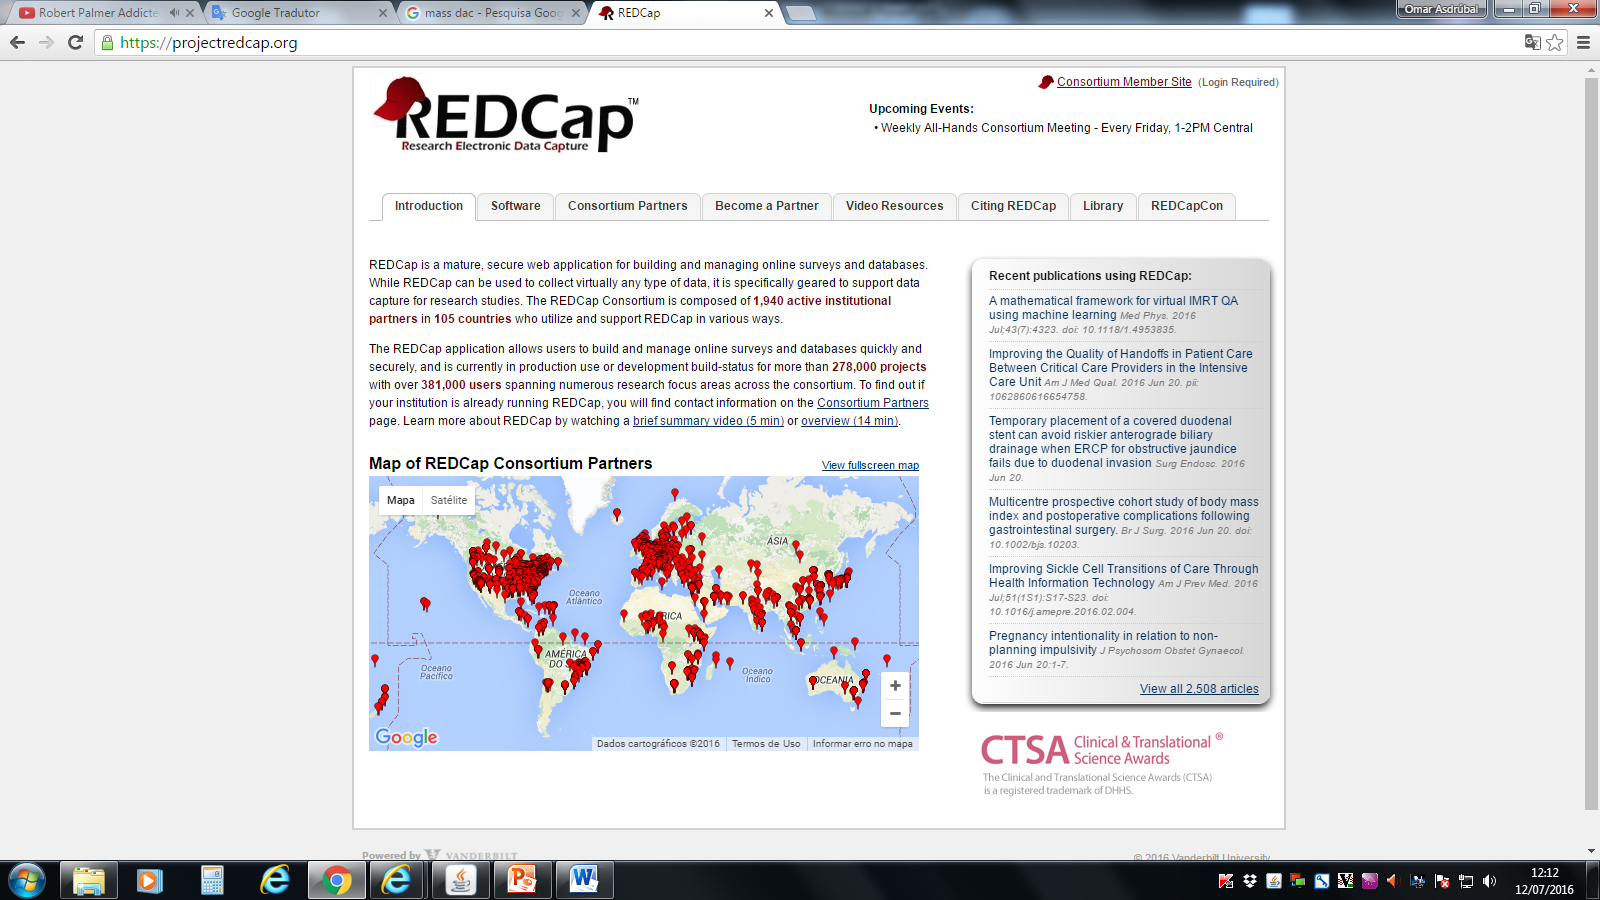 Robert Palmer Addicte
Google Tradutor
mass dac - Pesquisa Goog
REDCap
Omar Asdrúbal
https://projectredcap.org
REDCap™
Research Electronic Data Capture
Consortium Member Site (Login Required)
Upcoming Events:
• Weekly All-Hands Consortium Meeting - Every Friday, 1-2PM Central
Introduction
Software
Consortium Partners
Become a Partner
Video Resources
Citing REDCap
Library
REDCapCon
REDCap is a mature, secure web application for building and managing online surveys and databases.
While REDCap can be used to collect virtually any type of data, it is specifically geared to support data
capture for research studies. The REDCap Consortium is composed of 1,940 active institutional
partners in 105 countries who utilize and support REDCap in various ways.
The REDCap application allows users to build and manage online surveys and databases quickly and
securely, and is currently in production use or development build-status for more than 278,000 projects
with over 381,000 users spanning numerous research focus areas across the consortium. To find out if
your institution is already running REDCap, you will find contact information on the Consortium Partners
page. Learn more about REDCap by watching a brief summary video (5 min) or overview (14 min).
Map of REDCap Consortium Partners
View fullscreen map
Mapa
Satélite
ÁSIA
Oceano
Atlântico
RICA
AMÉRICA
DO S
Oceano
Pacífico
Oceano
Índico
OCEANIA
+
−
Google
Dados cartográficos ©2016
Termos de Uso
Informar erro no mapa
Recent publications using REDCap:
A mathematical framework for virtual IMRT QA
using machine learning Med Phys. 2016
Jul;43(7):4323. doi: 10.1118/1.4953835.
Improving the Quality of Handoffs in Patient Care
Between Critical Care Providers in the Intensive
Care Unit Am J Med Qual. 2016 Jun 20. pii:
1062860616654758.
Temporary placement of a covered duodenal
stent can avoid riskier anterograde biliary
drainage when ERCP for obstructive jaundice
fails due to duodenal invasion Surg Endosc. 2016
Jun 20.
Multicentre prospective cohort study of body mass
index and postoperative complications following
gastrointestinal surgery. Br J Surg. 2016 Jun 20. doi:
10.1002/bjs.10203.
Improving Sickle Cell Transitions of Care Through
Health Information Technology Am J Prev Med. 2016
Jul;51(1S1):S17-S23. doi:
10.1016/j.amepre.2016.02.004.
Pregnancy intentionality in relation to non-
planning impulsivity J Psychosom Obstet Gynaecol.
2016 Jun 20:1-7.
View all 2,508 articles
CTSA Clinical & Translational ®
Science Awards
The Clinical and Translational Science Awards (CTSA)
is a registered trademark of DHHS.
Powered by VANDERBILT
© 2016 Vanderbilt University
12:12
12/07/2016